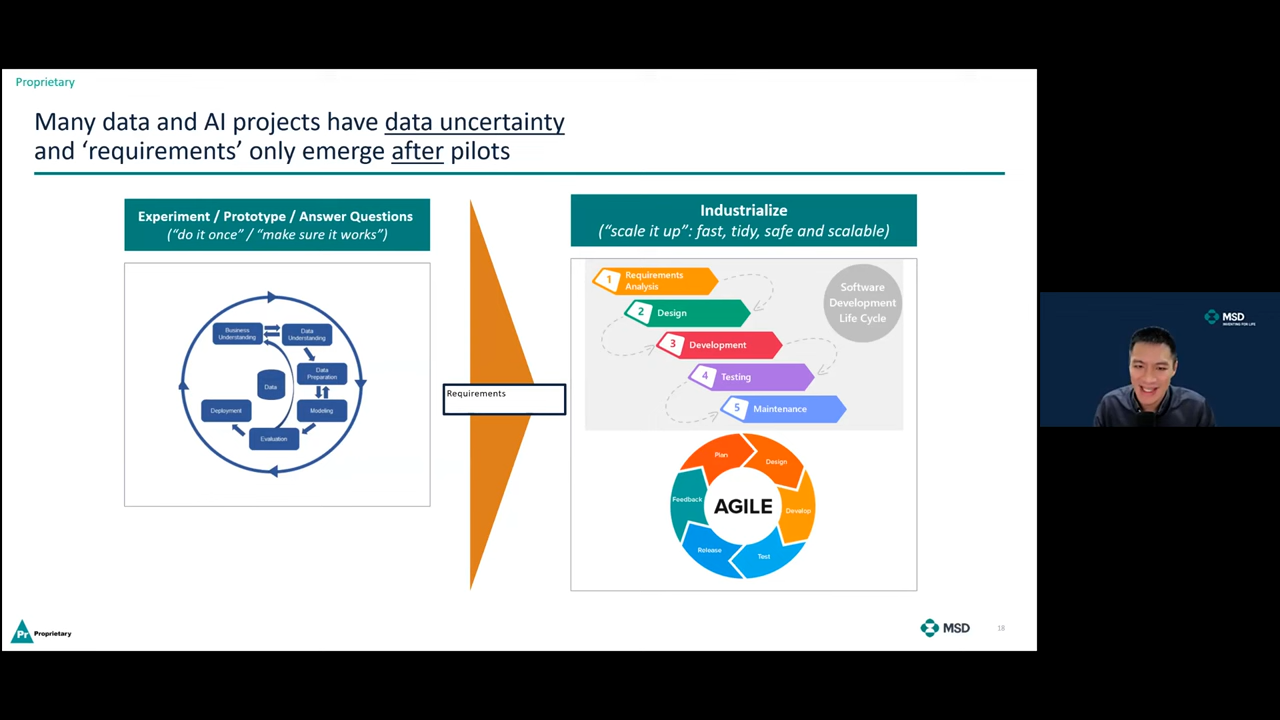 Proprietary
Many data and AI projects have data uncertainty
and ‘requirements’ only emerge after pilots
Experiment / Prototype / Answer Questions
(“do it once” / “make sure it works”)
Business
Understanding
Data
Understanding
Data
Preparation
Data
Modeling
Deployment
Evaluation
Requirements
Industrialize
(“scale it up”: fast, tidy, safe and scalable)
1
Requirements
Analysis
2
Design
3
Development
4
Testing
5
Maintenance
Software
Development
Life Cycle
Plan
Design
Feedback
AGILE
Develop
Release
Test
Pr
Proprietary
MSD
18
MSD
INVENTING FOR LIFE